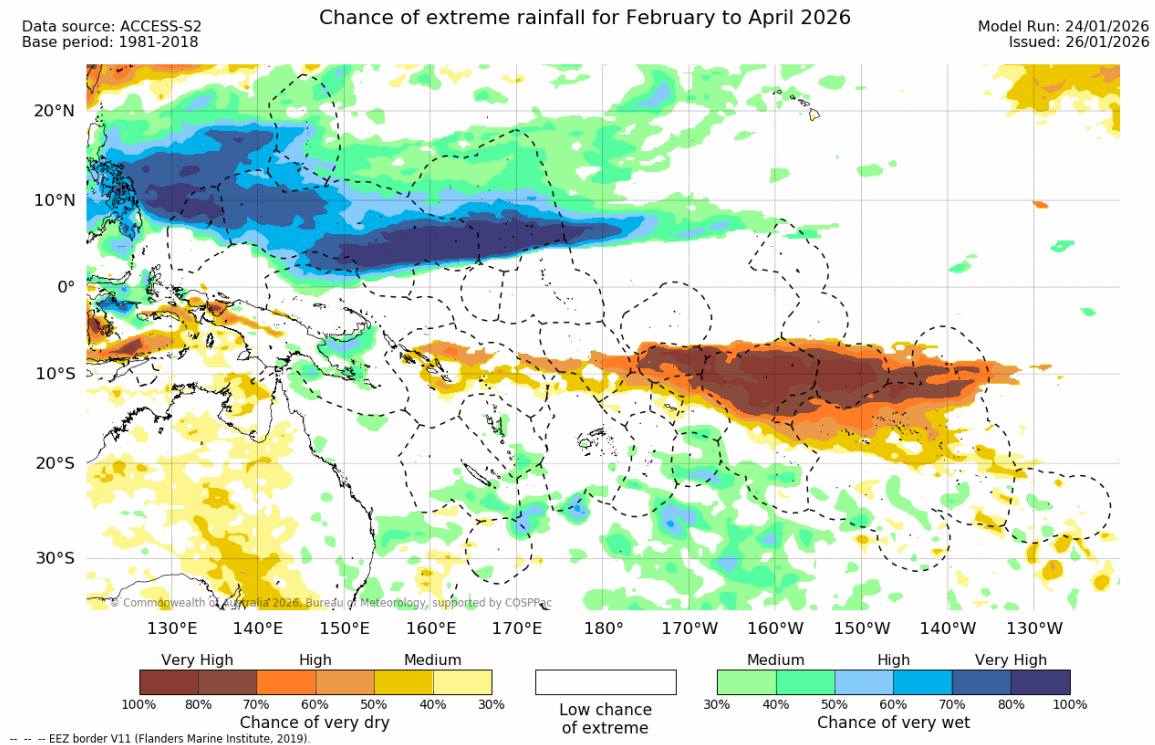 Chance of extreme rainfall for February to April 2026
Data source: ACCESS-S2
Base period: 1981-2018
Model Run: 24/01/2026
Issued: 26/01/2026
20°N
10°N
0°
10°S
20°S
30°S
© Commonwealth of Australia 2026, Bureau of Meteorology, supported by COSPPac
130°E 140°E 150°E 160°E 170°E 180° 170°W 160°W 150°W 140°W 130°W
Very High High Medium
100% 80% 70% 60% 50% 40% 30%
Chance of very dry
Low chance
of extreme
Medium High Very High
30% 40% 50% 60% 70% 80% 100%
Chance of very wet
-- -- -- EEZ border V11 (Flanders Marine Institute, 2019).